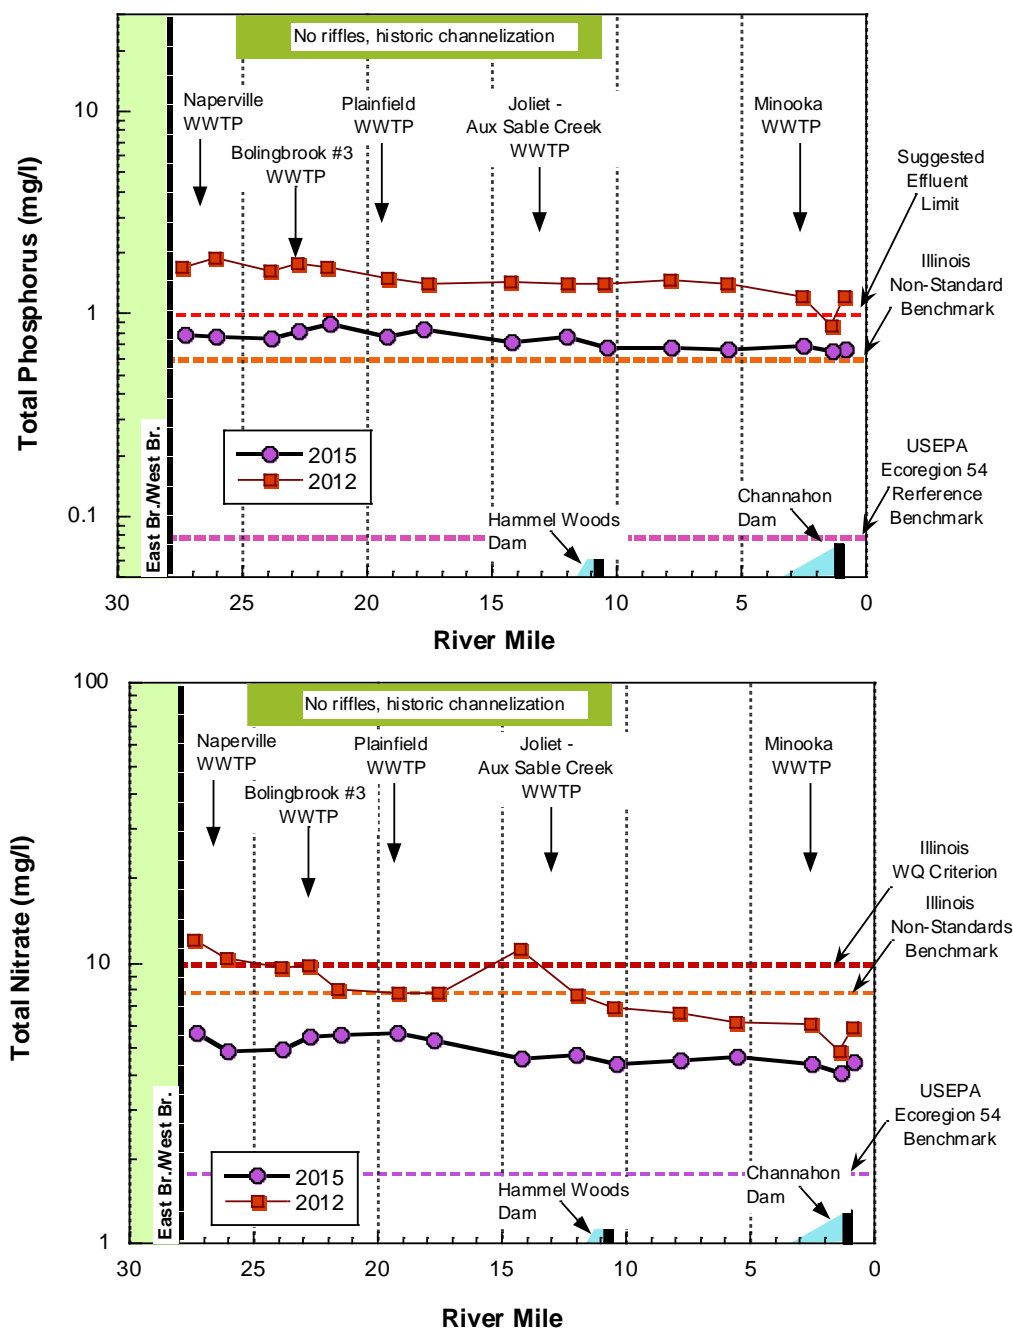 No riffles, historic channelization
Naperville
WWTP
Bolingbrook #3
WWTP
Plainfield
WWTP
Joliet -
Aux Sable Creek
WWTP
Minooka
WWTP
Suggested
Effluent
Limit
Illinois
Non-Standard
Benchmark
USEPA
Ecoregion 54
Rerference
Benchmark
Total Phosphorus (mg/l)
10
1
0.1
East Br./West Br.
2015
2012
Hammel Woods
Dam
Channahon
Dam
30 25 20 15 10 5 0
River Mile
No riffles, historic channelization
Naperville
WWTP
Bolingbrook #3
WWTP
Plainfield
WWTP
Joliet -
Aux Sable Creek
WWTP
Minooka
WWTP
Illinois
WQ Criterion
Illinois
Non-Standards
Benchmark
USEPA
Ecoregion 54
Benchmark
Total Nitrate (mg/l)
100
10
1
East Br./West Br.
2015
2012
Hammel Woods
Dam
Channahon
Dam
30 25 20 15 10 5 0
River Mile